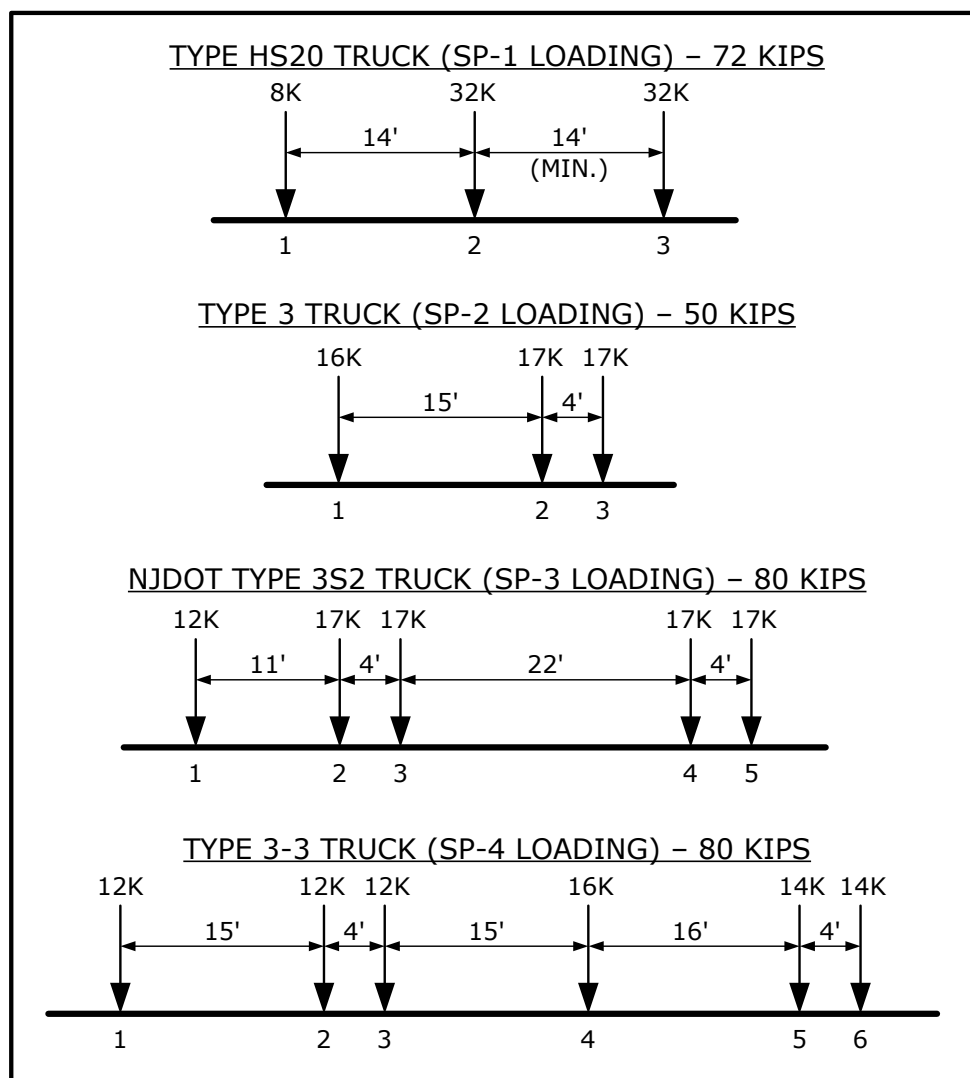 TYPE HS20 TRUCK (SP-1 LOADING) – 72 KIPS
8K 32K 32K
14' 14'
(MIN.)
1 2 3
TYPE 3 TRUCK (SP-2 LOADING) – 50 KIPS
16K 17K 17K
15' 4'
1 2 3
NJDOT TYPE 3S2 TRUCK (SP-3 LOADING) – 80 KIPS
12K 17K 17K 17K 17K
11' 4' 22' 4'
1 2 3 4 5
TYPE 3-3 TRUCK (SP-4 LOADING) – 80 KIPS
12K 12K 12K 16K 14K 14K
15' 4' 15' 16' 4'
1 2 3 4 5 6